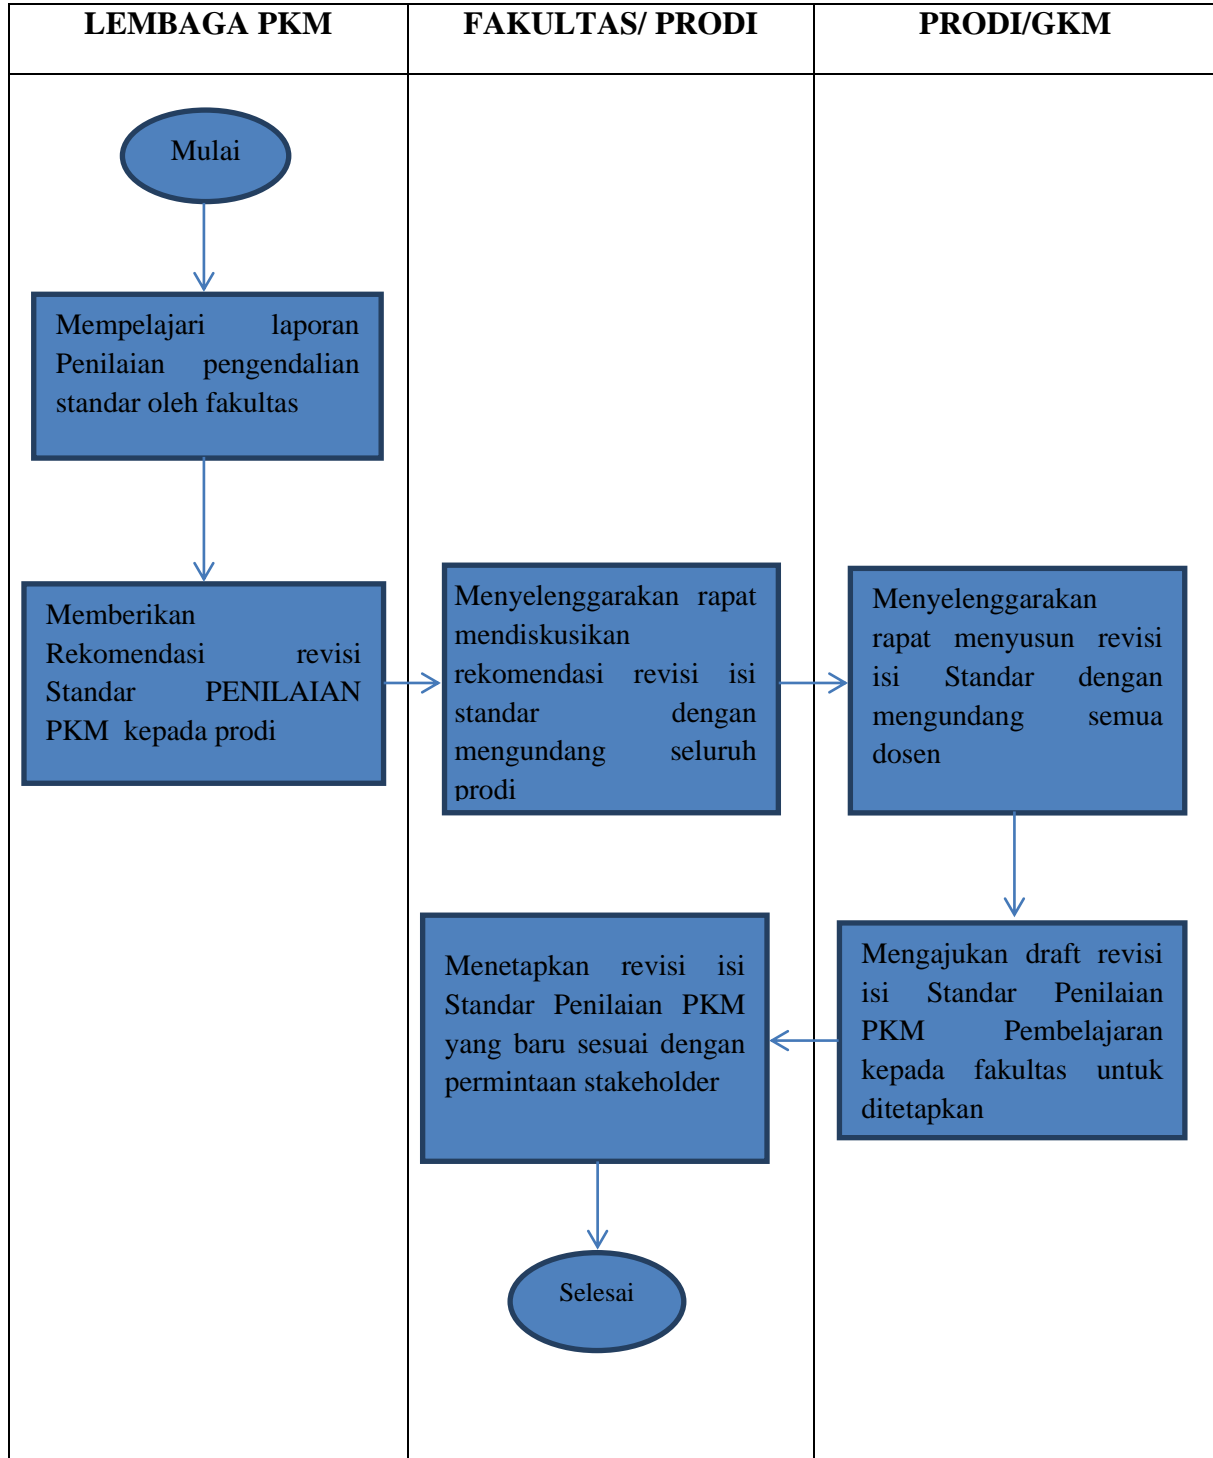 LEMBAGA PKM
FAKULTAS/ PRODI
PRODI/GKM
Mulai
Mempelajari laporan
Penilaian pengendalian
standar oleh fakultas
Memberikan
Rekomendasi revisi
Standar PENILAIAN
PKM kepada prodi
Menyelenggarakan rapat
mendiskusikan
rekomendasi revisi isi
standar dengan
mengundang seluruh
prodi
Menyelenggarakan
rapat menyusun revisi
isi Standar dengan
mengundang semua
dosen
Mengajukan draft revisi
isi Standar Penilaian
PKM Pembelajaran
kepada fakultas untuk
ditetapkan
Menetapkan revisi isi
Standar Penilaian PKM
yang baru sesuai dengan
permintaan stakeholder
Selesai